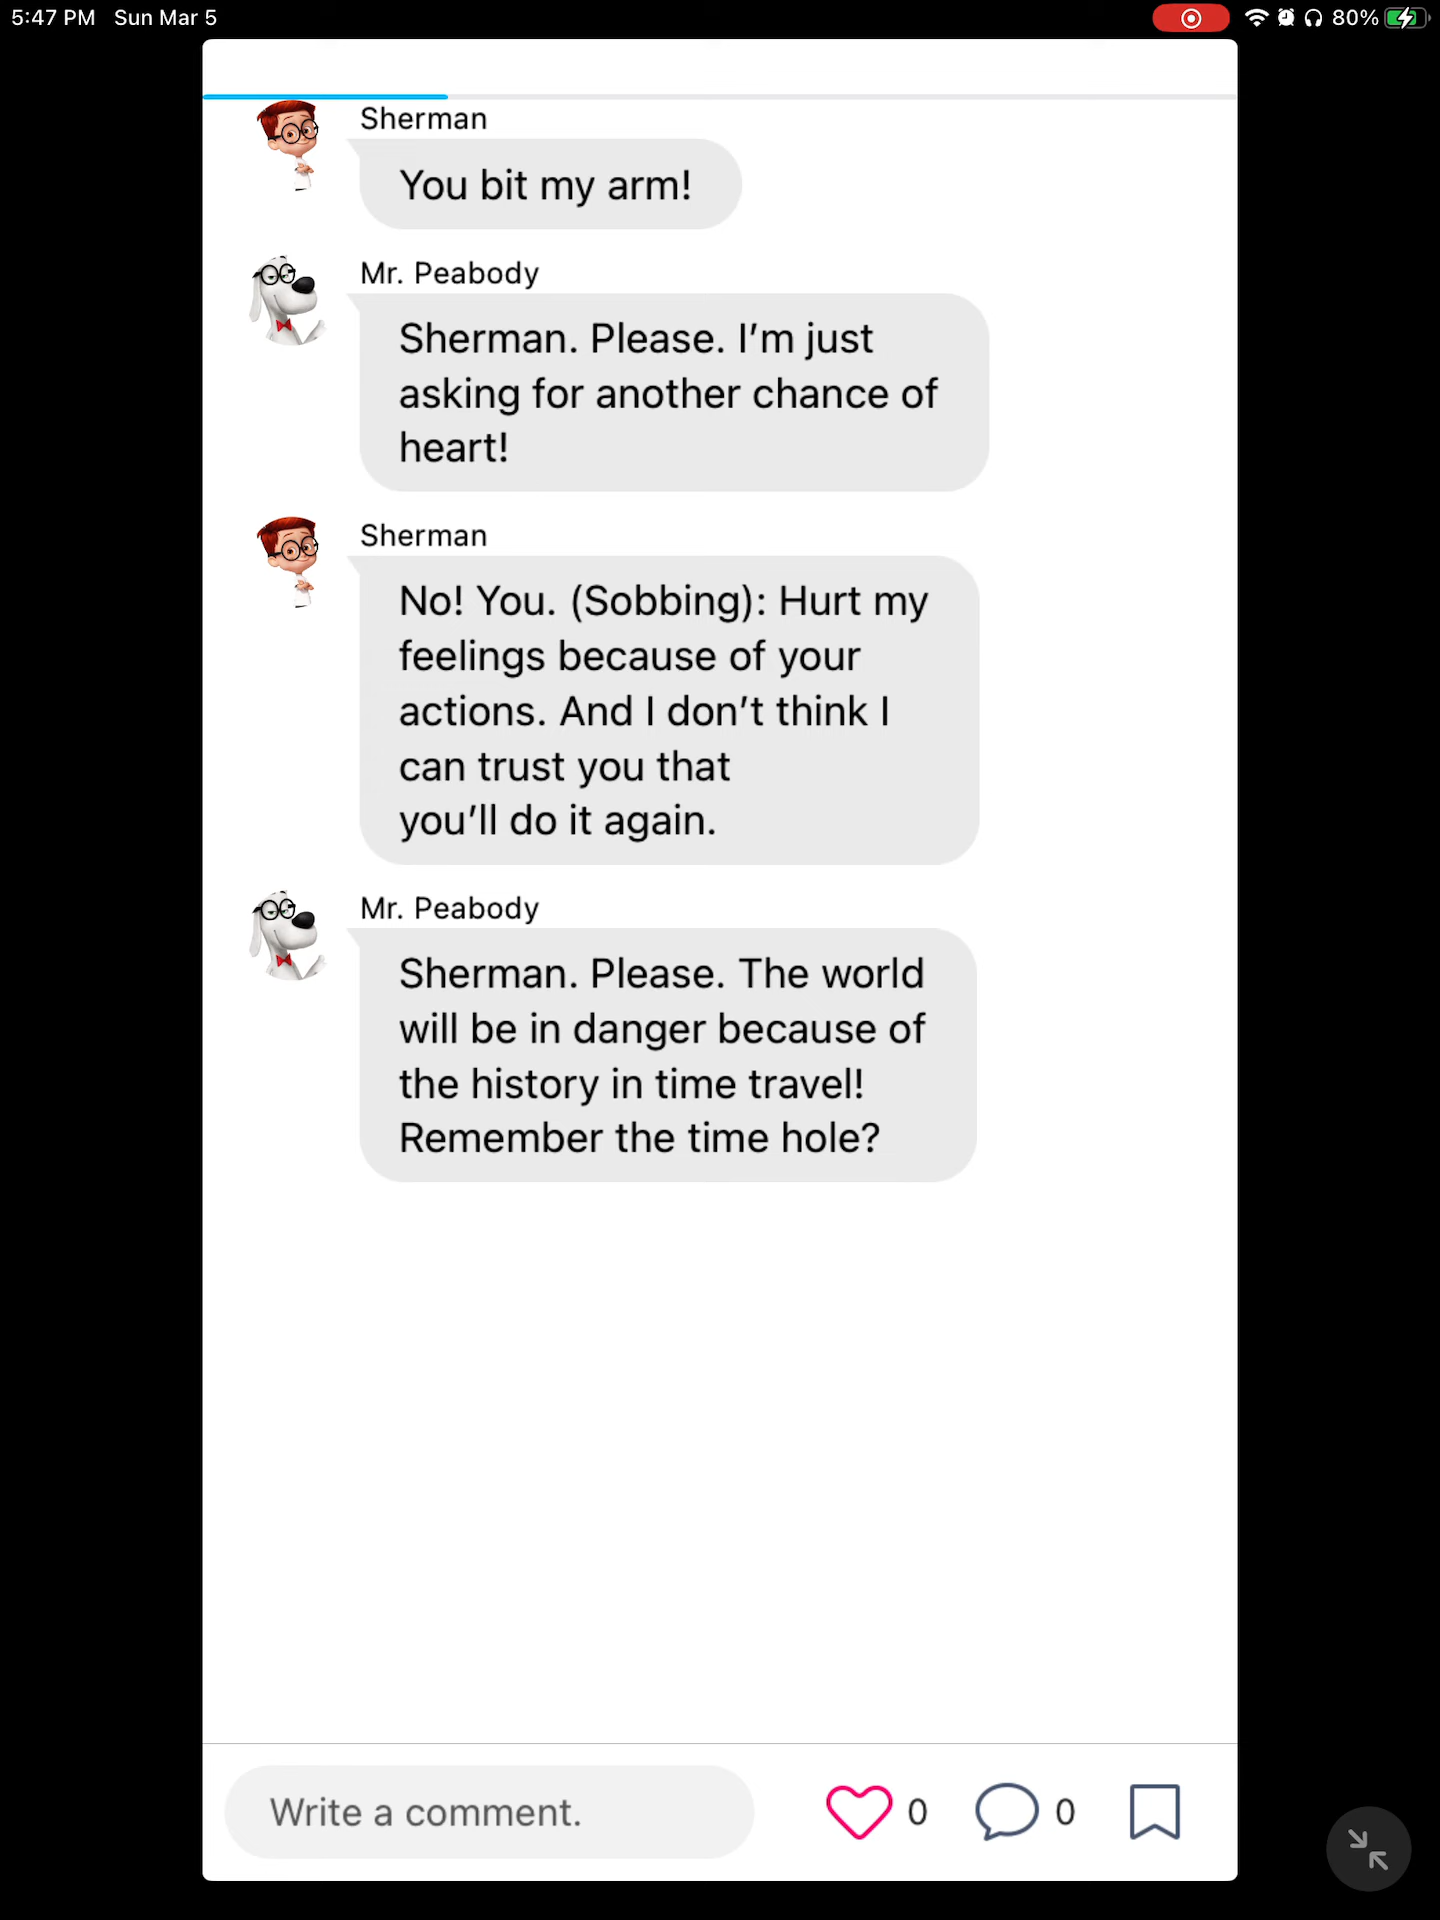 5:47 PM Sun Mar 5
80%
Sherman
You bit my arm!
Mr. Peabody
Sherman. Please. I’m just
asking for another chance of
heart!
Sherman
No! You. (Sobbing): Hurt my
feelings because of your
actions. And I don’t think I
can trust you that
you’ll do it again.
Mr. Peabody
Sherman. Please. The world
will be in danger because of
the history in time travel!
Remember the time hole?
Write a comment.
0
0